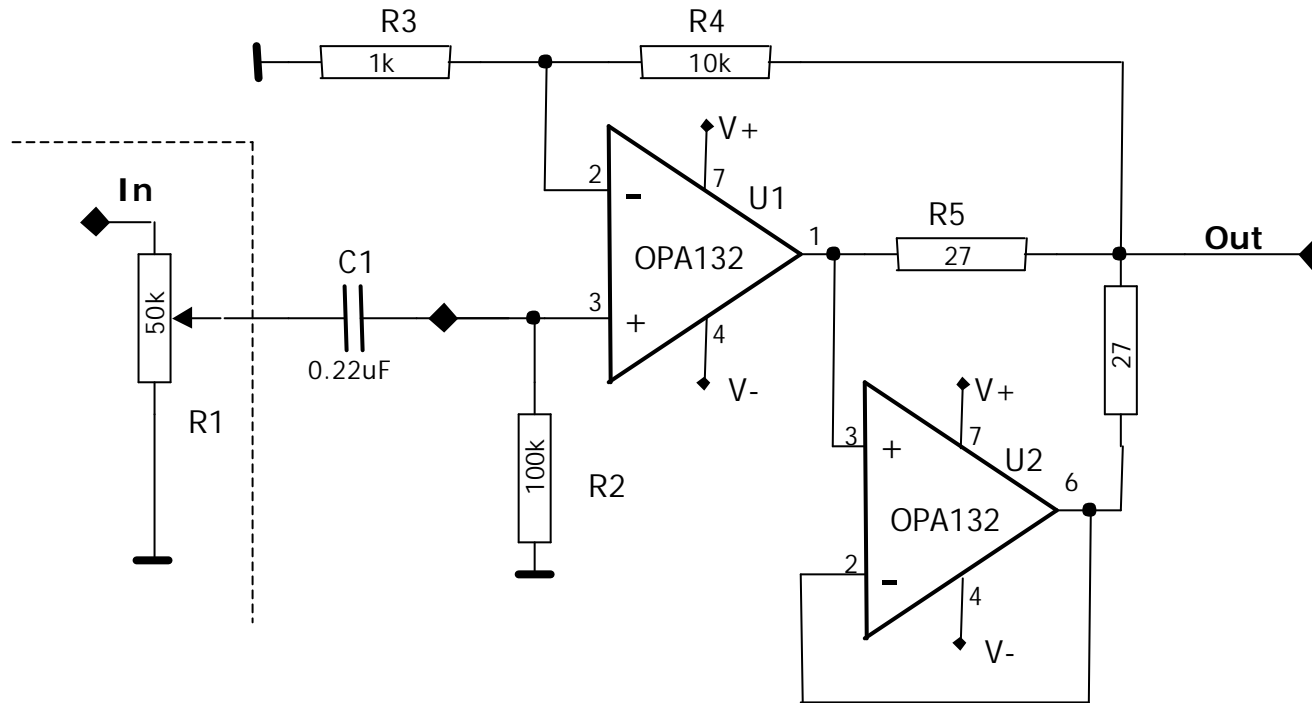 R3
R4
1k
10k
V+
7
In
2
-
U1
R5
1
C1
OPA132
27
Out
50k
3
+
0.22uF
4
27
V-
V+
R1
3
+
7
100k
R2
U2
6
OPA132
2
-
4
V-